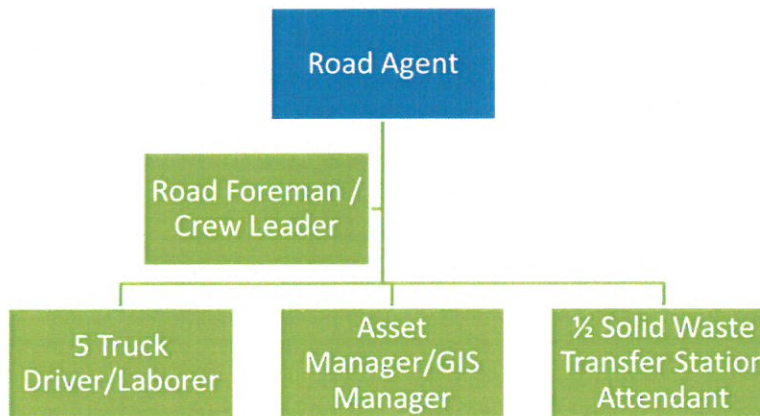 Road Agent
Road Foreman /
Crew Leader
5 Truck
Driver/Laborer
Asset
Manager/GIS
Manager
½ Solid Waste
Transfer Station
Attendant